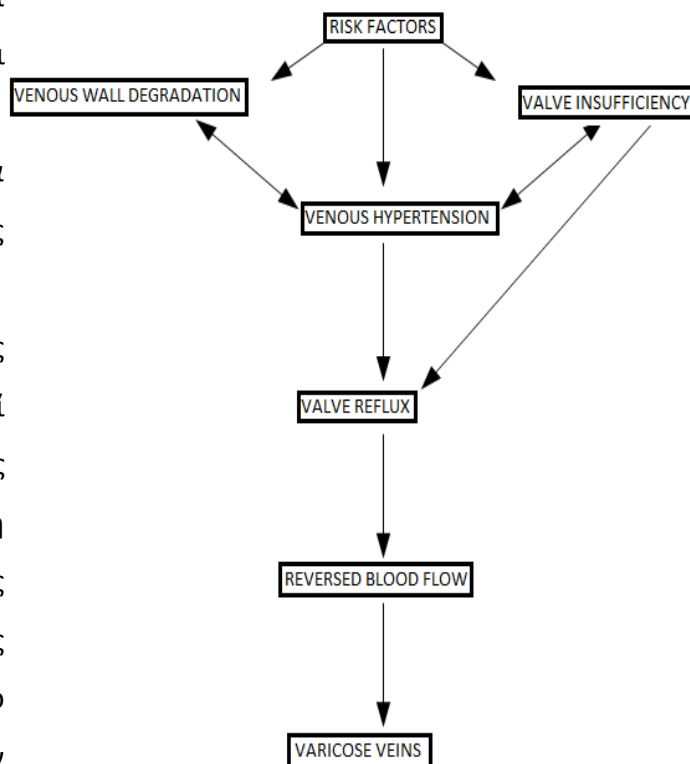 RISK FACTORS
VENOUS WALL DEGRADATION
VALVE INSUFFICIENCY
VENOUS HYPERTENSION
VALVE REFLUX
REVERSED BLOOD FLOW
VARICOSE VEINS